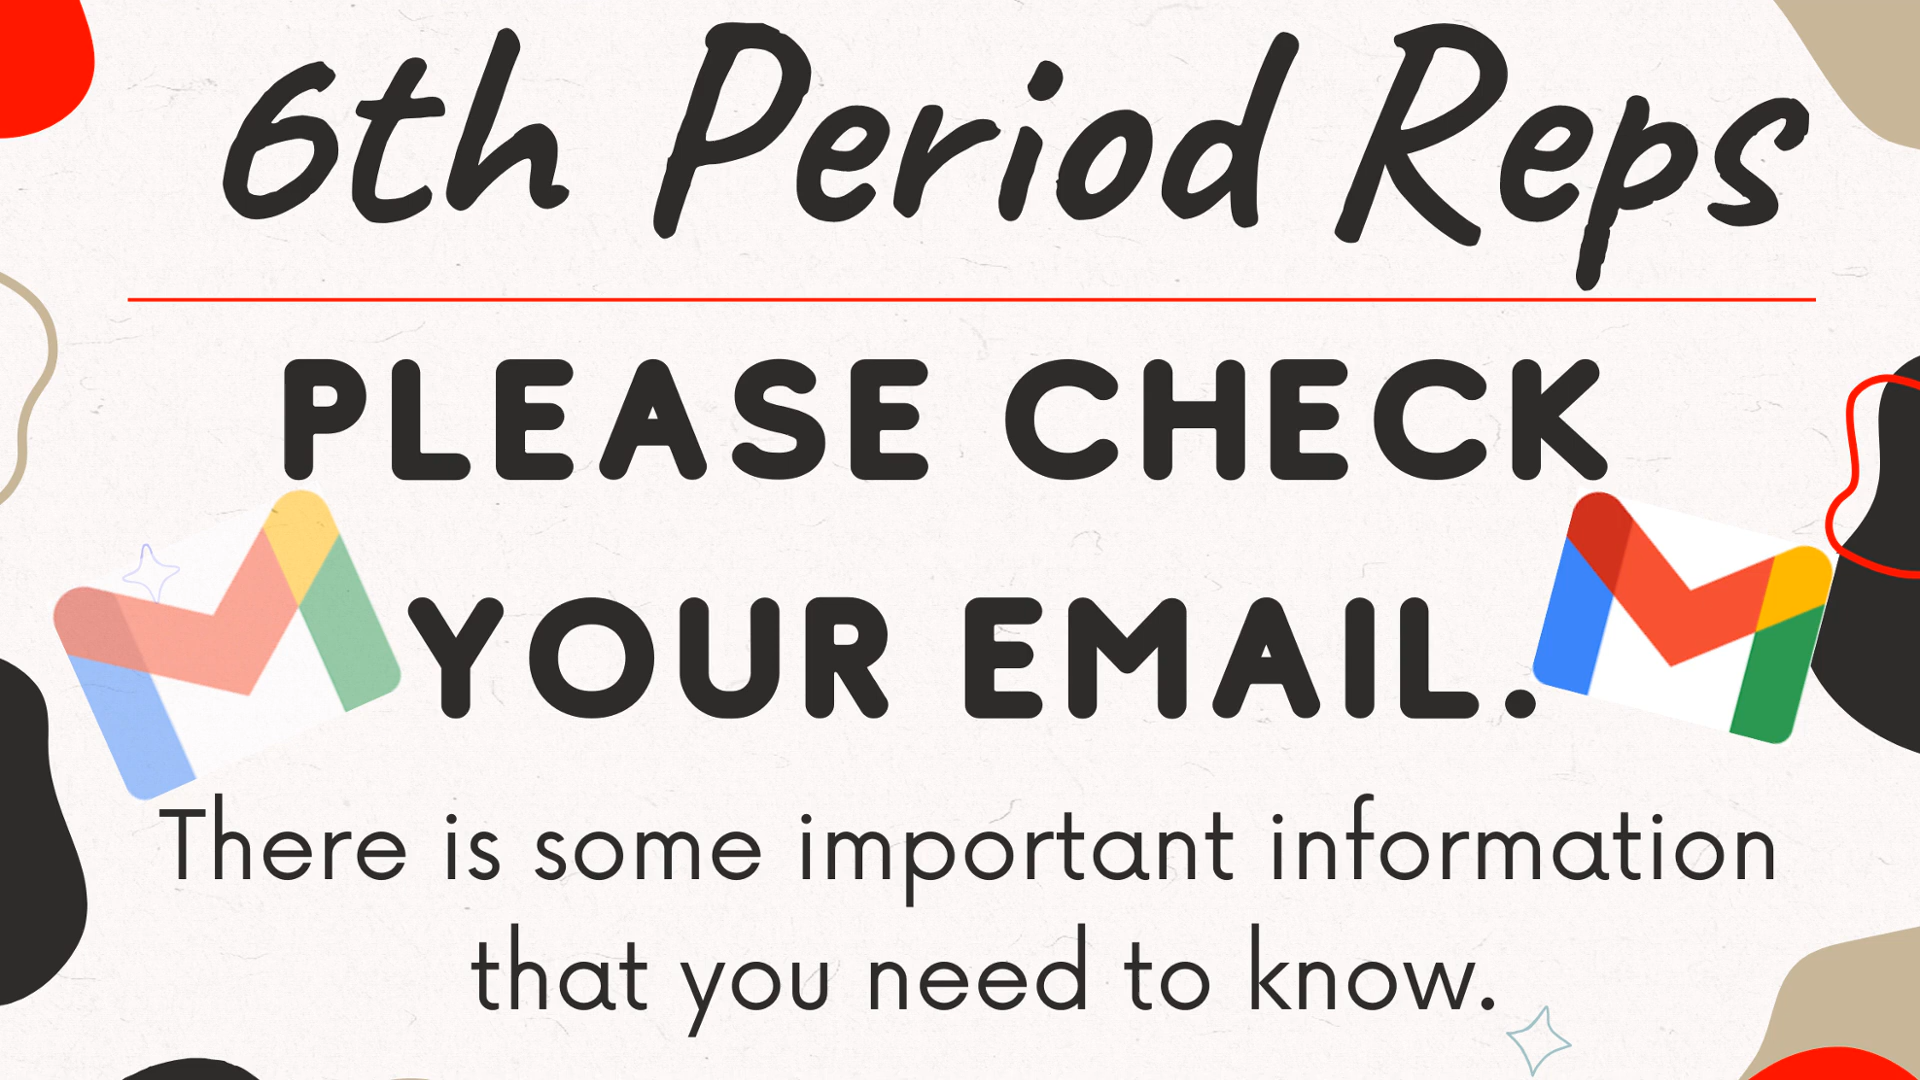 6th Period Reps
PLEASE CHECK
YOUR EMAIL.
There is some important information
that you need to know.